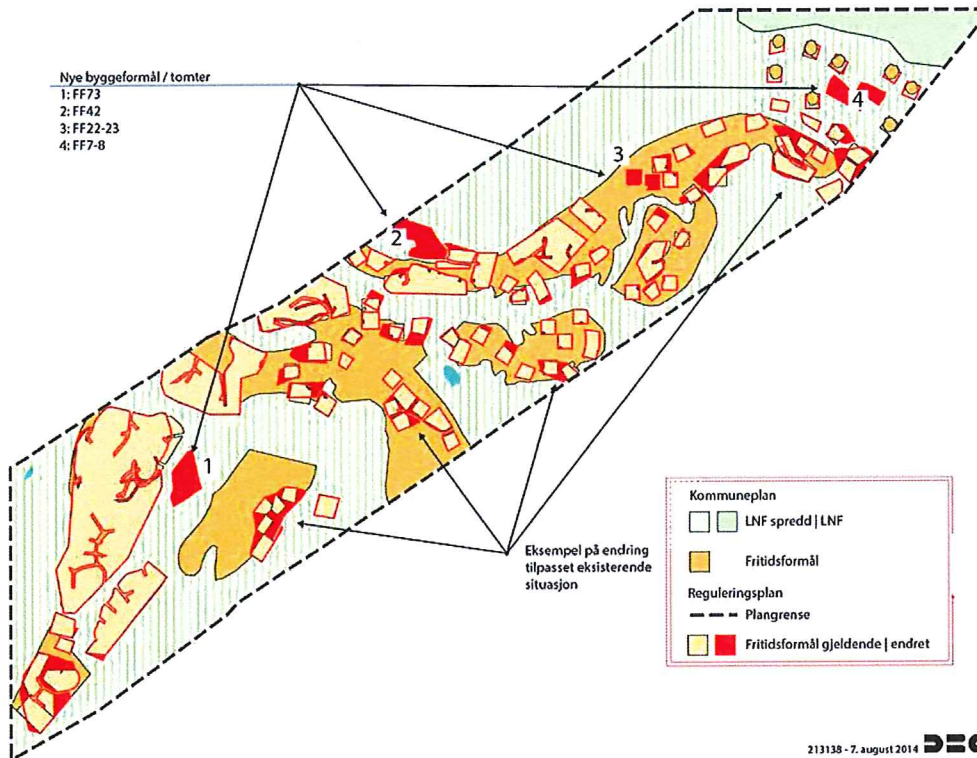 Nye byggeformål / tomter
1: FF73
2: FF42
3: FF22-23
4: FF7-8
4
3
2
1
Eksempel på endring
tilpasset eksisterende
situasjon
Kommuneplan
LNF spredd | LNF
Fritidsformål
Reguleringsplan
Plangrense
Fritidsformål gjeldende | endret
213138 - 7. august 2014